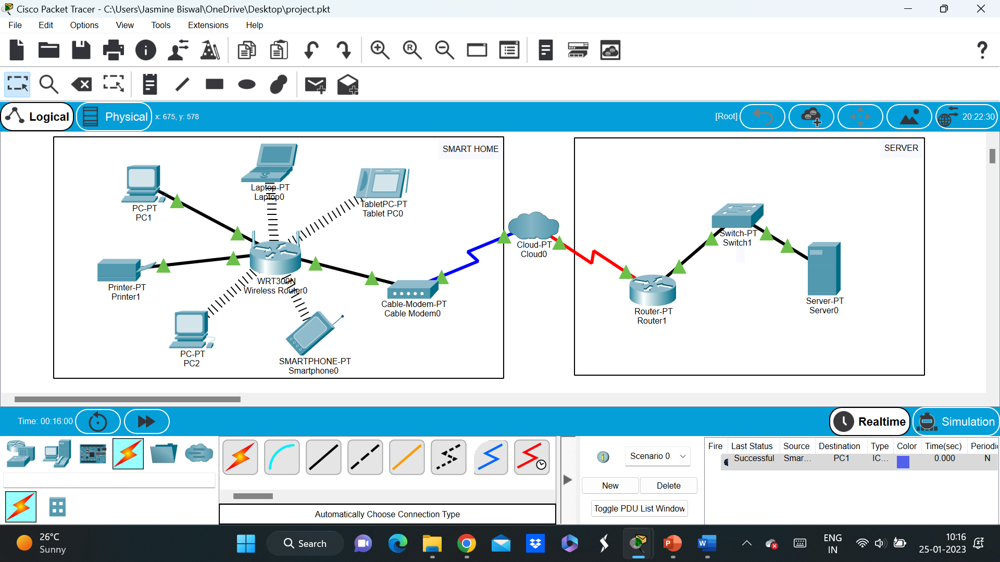 Cisco Packet Tracer - C:\Users\Jasmine Biswal\OneDrive\Desktop\project.pkt
File Edit Options View Tools Extensions Help
Logical Physical x: 675, y: 578 [Root] 20:22:30
SMART HOME
SERVER
PC-PT
PC1
Laptop-PT
Laptop0
TabletPC-PT
Tablet PC0
Printer-PT
Printer1
WRT300N
Wireless Router0
PC-PT
PC2
SMARTPHONE-PT
Smartphone0
Cable-Modem-PT
Cable Modem0
Cloud-PT
Cloud0
Router-PT
Router1
Switch-PT
Switch1
Server-PT
Server0
Time: 00:16:00
Realtime Simulation
Automatically Choose Connection Type
Scenario 0
New Delete
Toggle PDU List Window
Fire Last Status Source Destination Type Color Time(sec) Periodic
Successful Smar... PC1 IC... 0.000 N
26°C
Sunny
Search
ENG
IN
10:16
25-01-2023